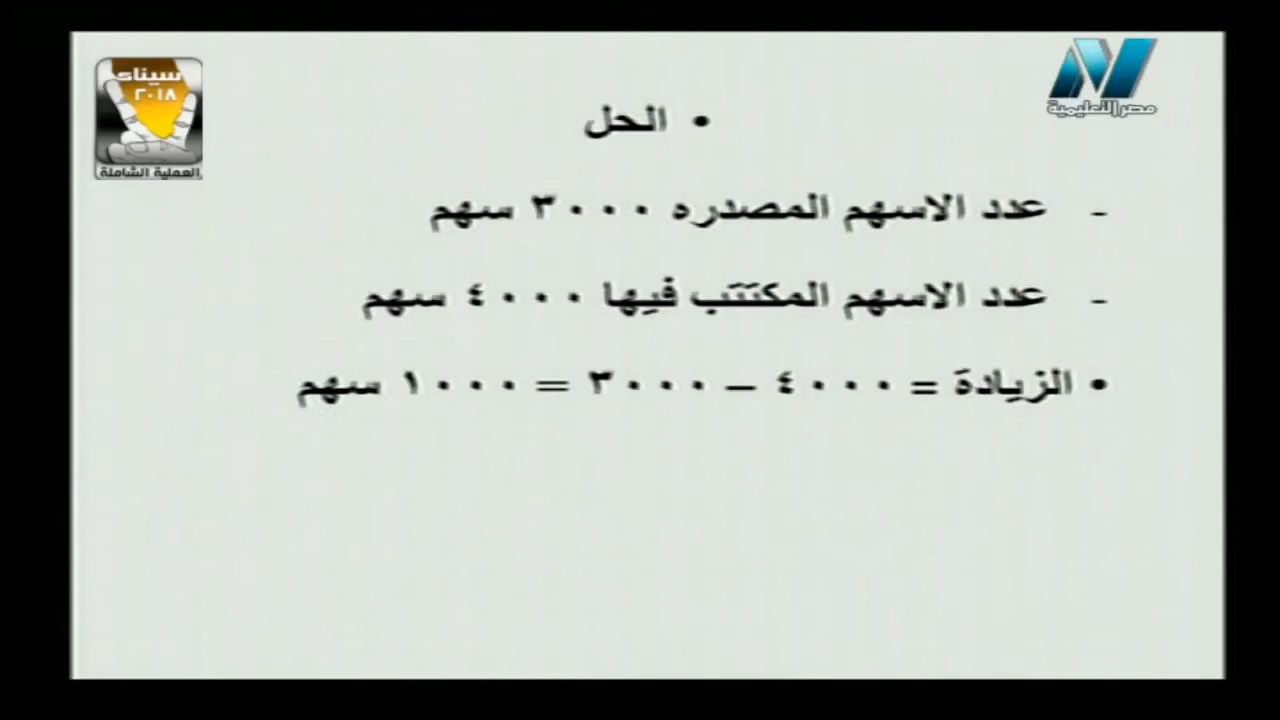 سيناء
٢٠١٨
العملية الشاملة
مصر التعليمية
• الحل
- عدد الاسهم المصدره ٣٠٠٠ سهم
- عدد الاسهم المكتتب فيها ٤٠٠٠ سهم
• الزيادة = ٤٠٠٠ – ٣٠٠٠ = ١٠٠٠ سهم